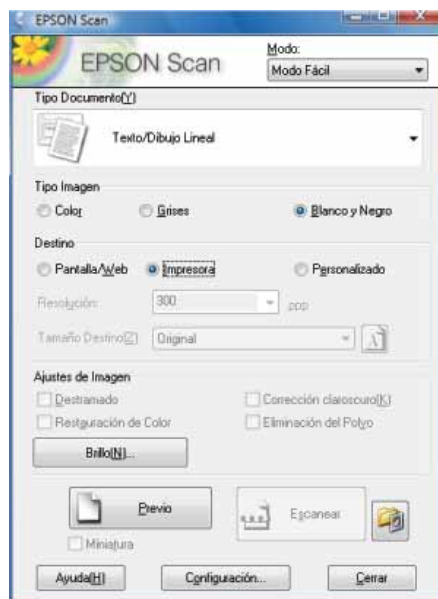 EPSON Scan
EPSON Scan
Modo:
Modo Fácil
Tipo Documento(Y)
Texto/Dibujo Lineal
Tipo Imagen
Color Grises Blanco y Negro
Destino
Pantalla/Web Impresora Personalizado
Resolución: 300 ppp
Tamaño Destino(Z) Original
Ajustes de Imagen
Destramado Corrección claroscuro(K)
Restauración de Color Eliminación del Polvo
Brillo(N)...
Previo Escanear
Miniatura
Ayuda(H) Configuración... Cerrar